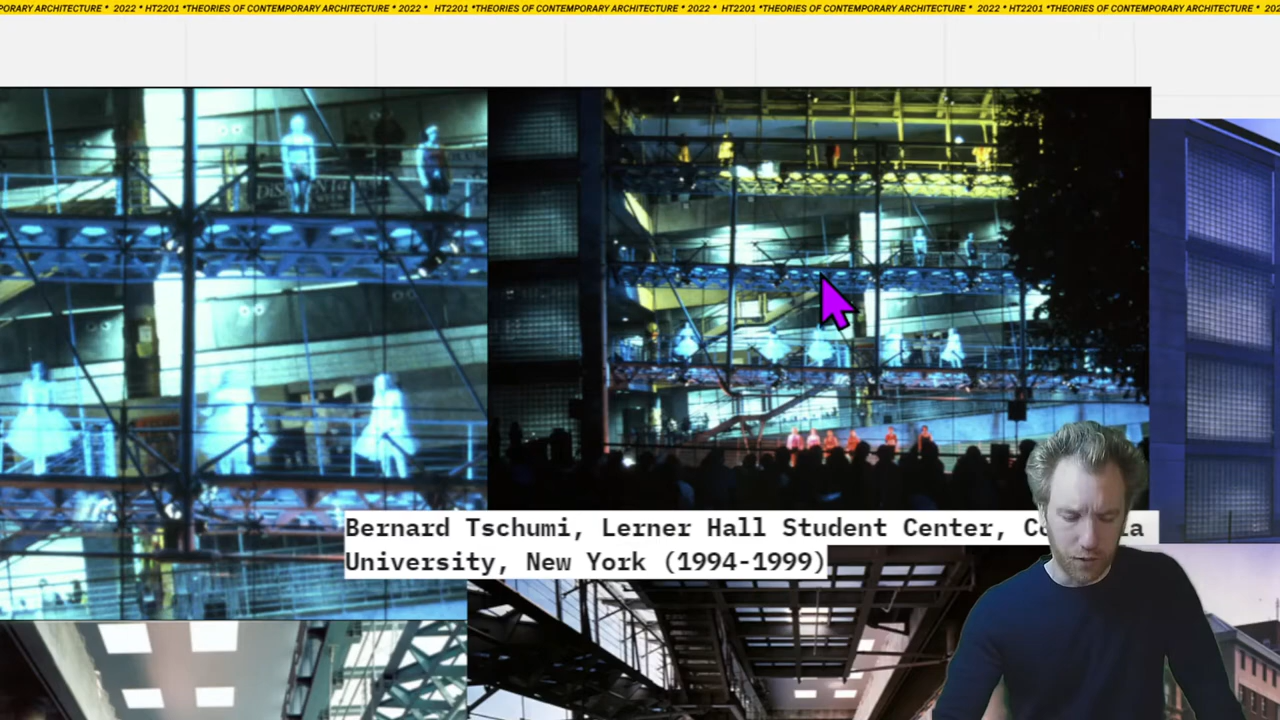 PORARY ARCHITECTURE * 2022 * HT2201 *THEORIES OF CONTEMPORARY ARCHITECTURE * 2022 * HT2201 *THEORIES OF CONTEMPORARY ARCHITECTURE * 2022 * HT2201 *THEORIES OF CONTEMPORARY ARCHITECTURE * 2022 * HT2201 *THEORIES OF CONTEMPORARY ARCHITECTURE * 202
Bernard Tschumi, Lerner Hall Student Center,
University, New York (1994-1999)